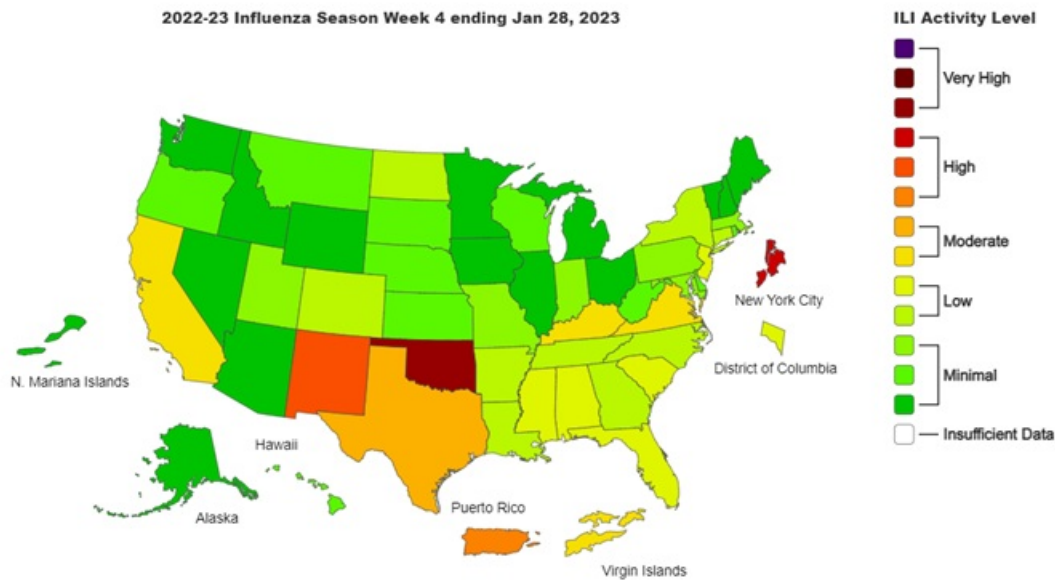 2022-23 Influenza Season Week 4 ending Jan 28, 2023
ILI Activity Level
Very High
High
Moderate
Low
Minimal
Insufficient Data
New York City
District of Columbia
N. Mariana Islands
Hawaii
Alaska
Puerto Rico
Virgin Islands